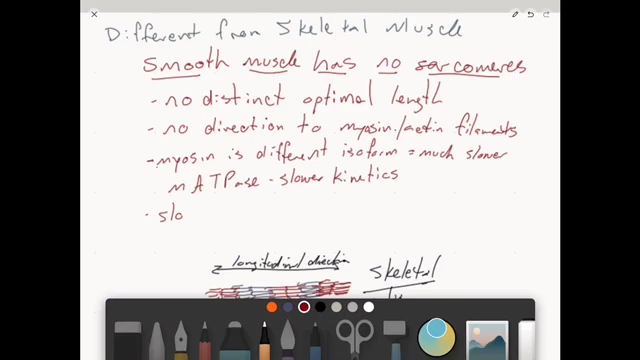 Different from Skeletal Muscle
Smooth muscle has no sarcomeres
- no distinct optimal length
- no direction to myosin/actin filaments
- myosin is different isoform = much slower
mATPase - slower kinetics
- slo
longitudinal direction
skeletal